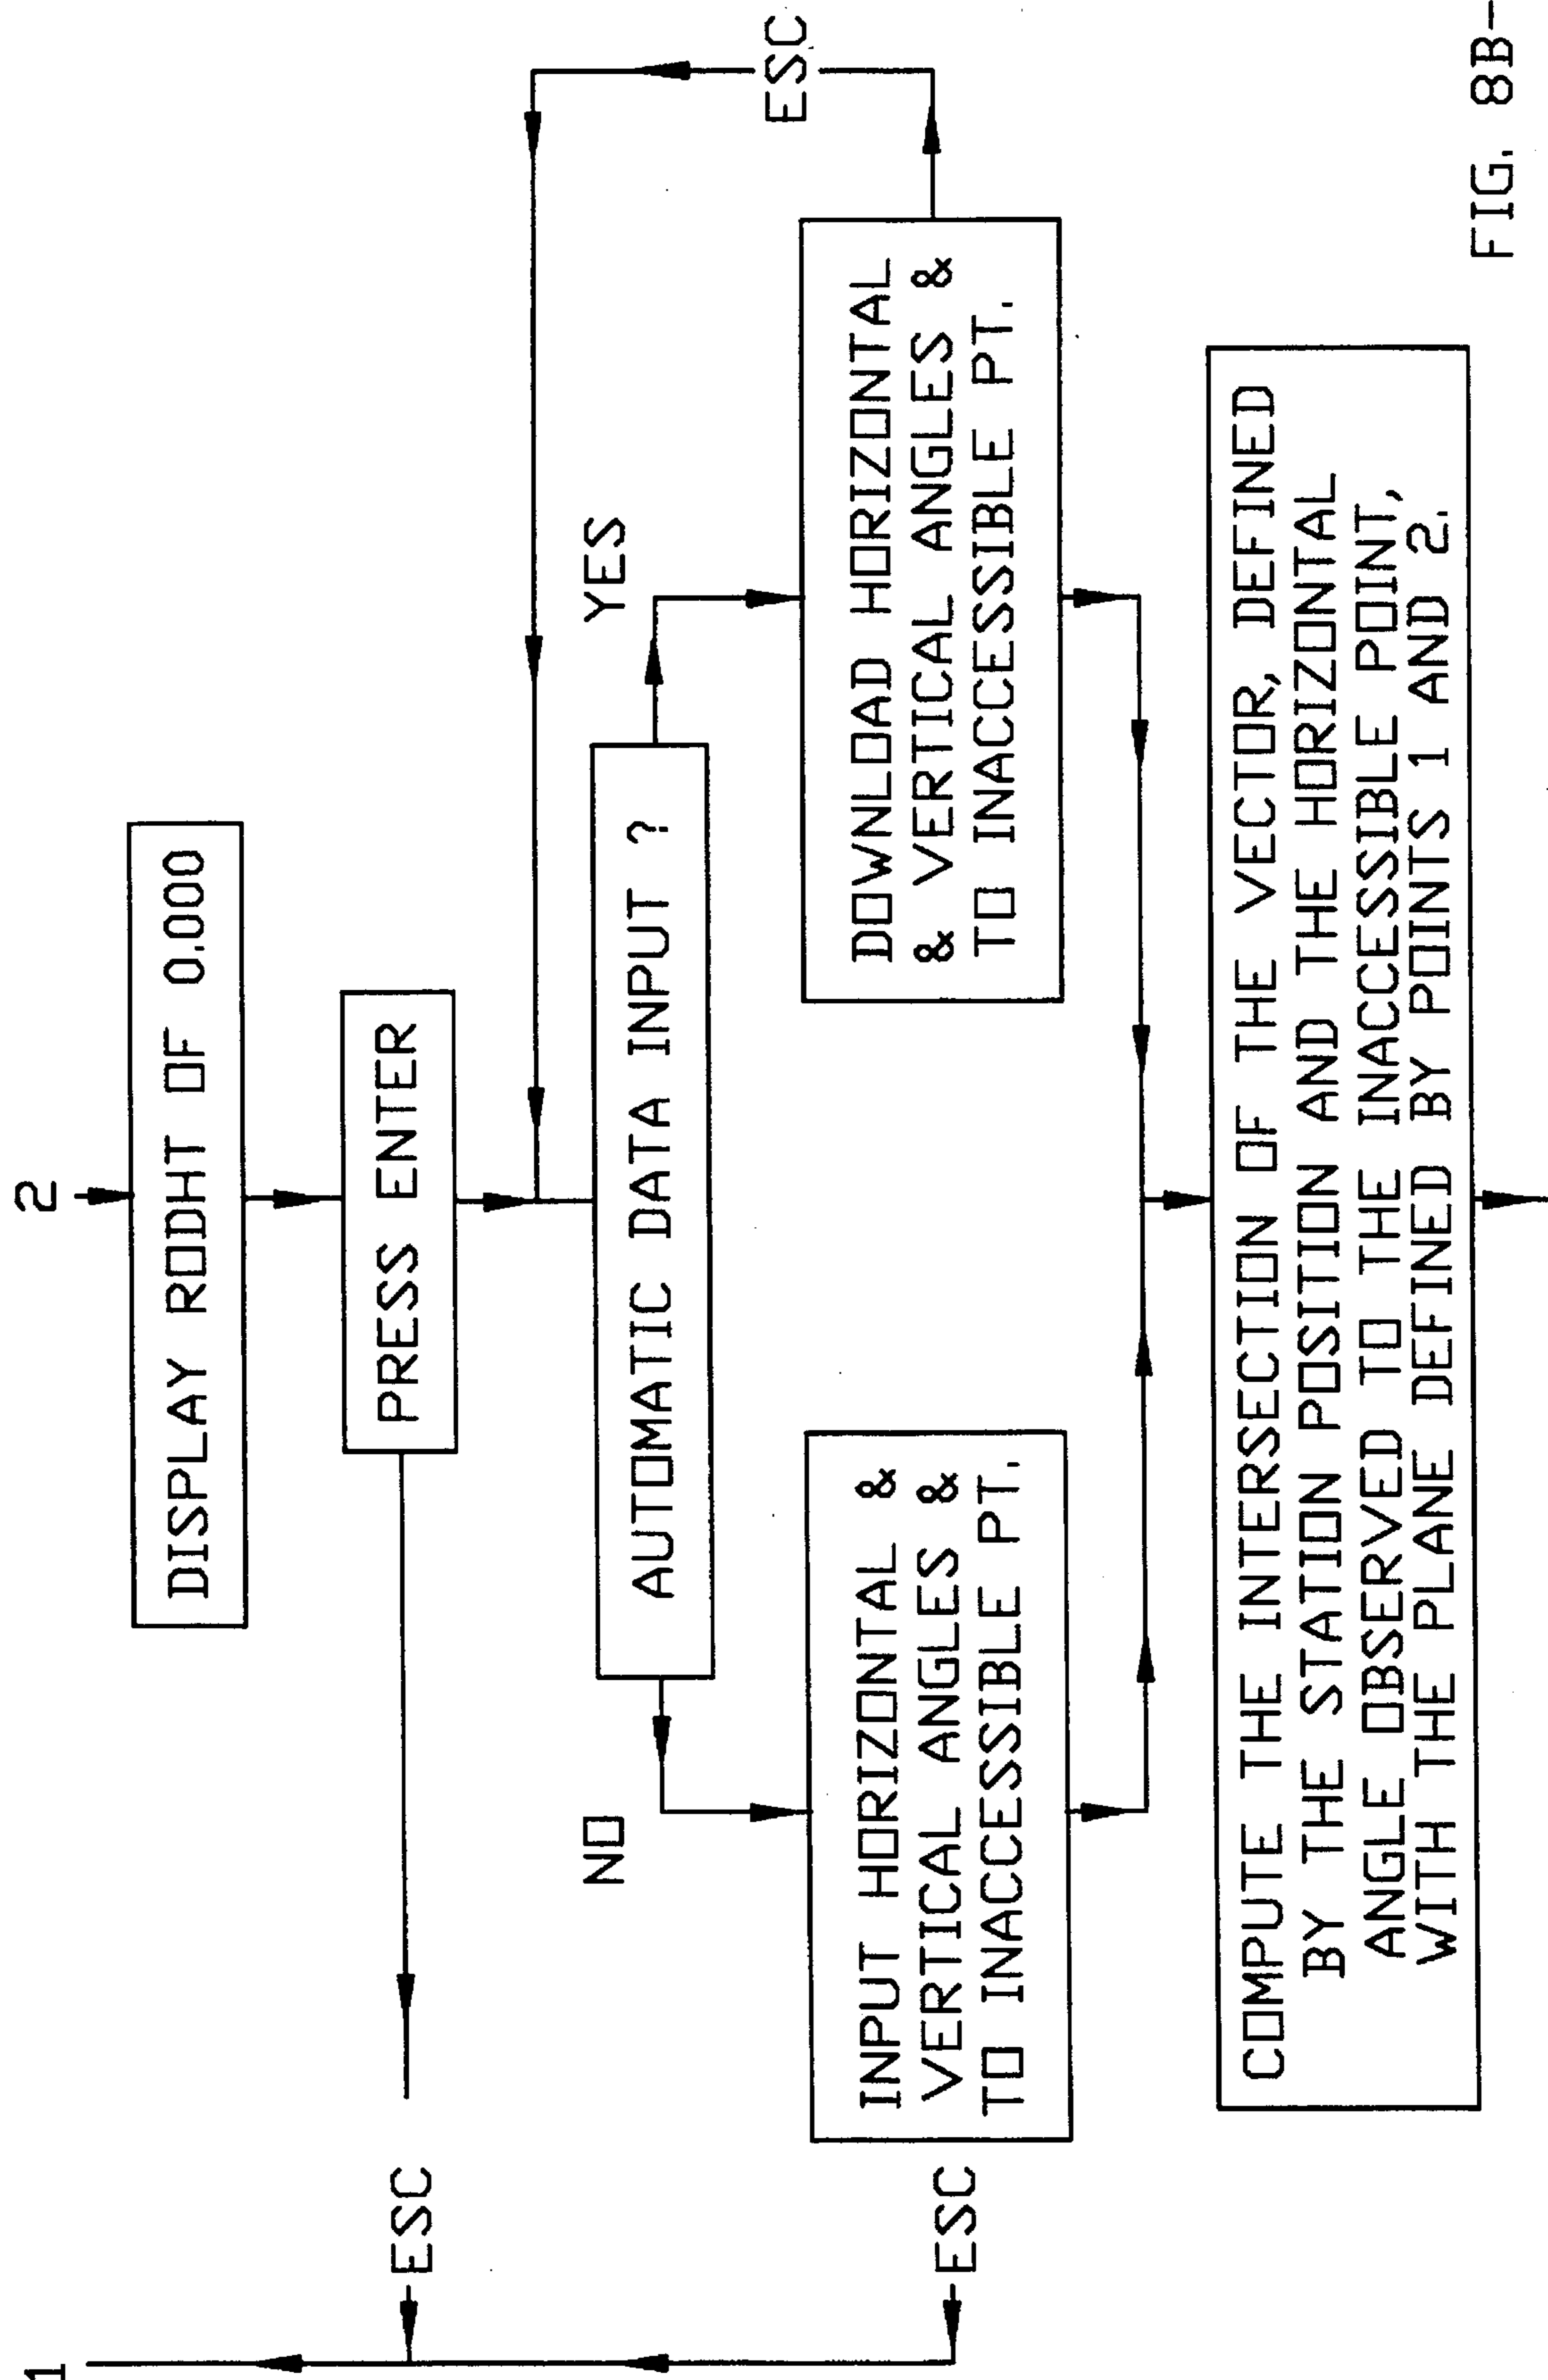 1
2
DISPLAY RODHT OF 0.000
ESC
PRESS ENTER
NO
YES
AUTOMATIC DATA INPUT ?
ESC
ESC
INPUT HORIZONTAL &
VERTICAL ANGLES &
TO INACCESSIBLE PT.
DOWNLOAD HORIZONTAL
& VERTICAL ANGLES &
TO INACCESSIBLE PT.
COMPUTE THE INTERSECTION OF THE VECTOR, DEFINED
BY THE STATION POSITION AND THE HORIZONTAL
ANGLE OBSERVED TO THE INACCESSIBLE POINT,
WITH THE PLANE DEFINED BY POINTS 1 AND 2.
FIG. 8B-